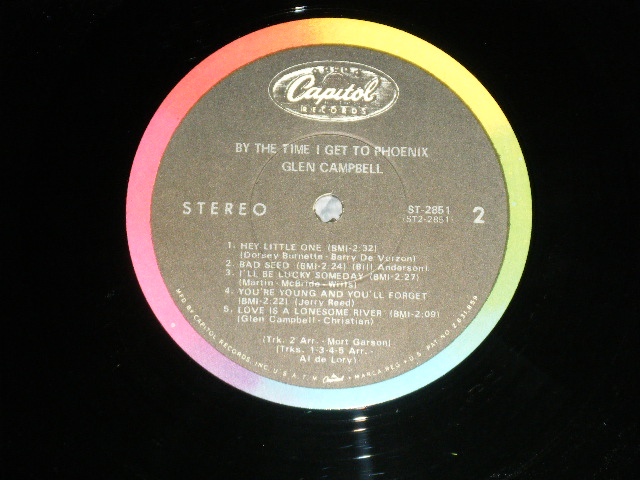 Capitol
RECORDS
BY THE TIME I GET TO PHOENIX
GLEN CAMPBELL
STEREO
ST-2851
(ST2-2851)
2
1. HEY LITTLE ONE (BMI-2:32)
(Dorsey Burnette - Barry De Vorzon)
2. BAD SEED (BMI-2:24) (Bill Anderson)
3. I'LL BE LUCKY SOMEDAY (BMI-2:27)
(Martin - McBride - Wills)
4. YOU'RE YOUNG AND YOU'LL FORGET
(BMI-2:22) (Jerry Reed)
5. LOVE IS A LONESOME RIVER (BMI-2:09)
(Glen Campbell - Christian)
(Trk. 2 Arr. - Mort Garson)
(Trks. 1-3-4-5 Arr. -
Al de Lory)
MFD. BY CAPITOL RECORDS, INC. U.S.A. T.M. Capitol MARCA REG. U.S. PAT. NO. 2,631,859